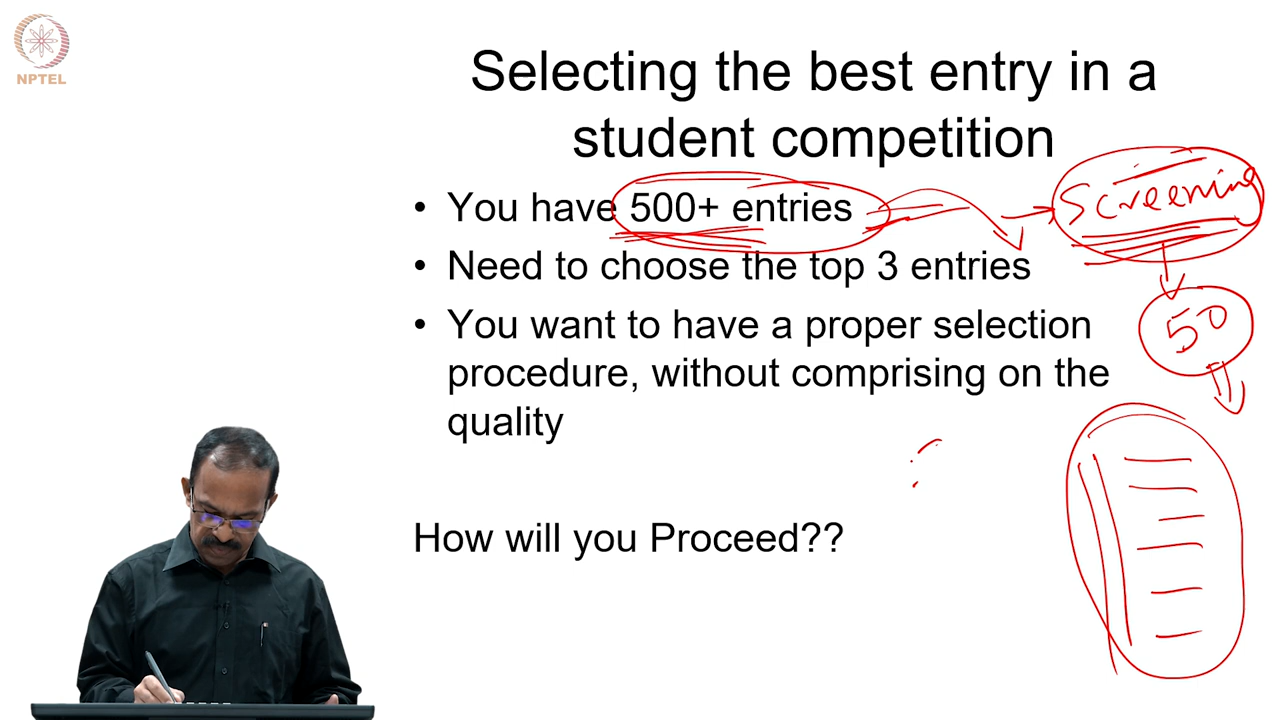 NPTEL
Selecting the best entry in a
student competition
• You have 500+ entries
Screening
• Need to choose the top 3 entries
• You want to have a proper selection
50
procedure, without comprising on the
quality
How will you Proceed??